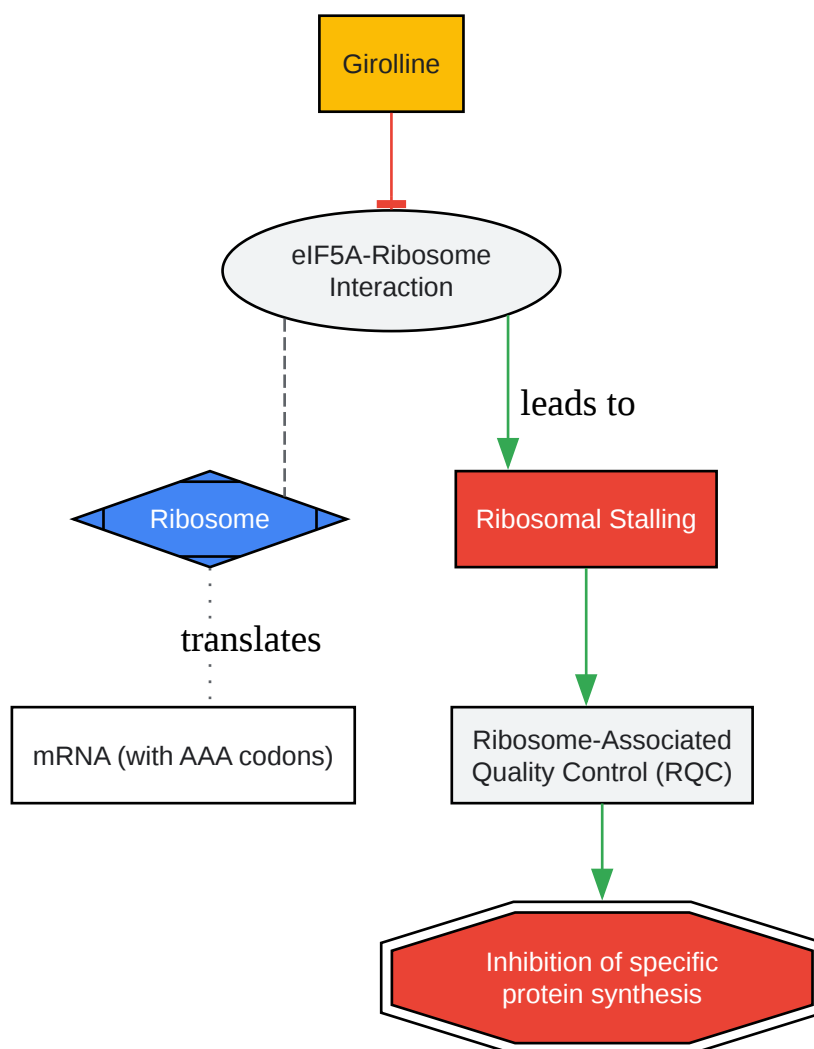 Girolline
eIF5A-Ribosome
Interaction
leads to
Ribosome
Ribosomal Stalling
translates
mRNA (with AAA codons)
Ribosome-Associated
Quality Control (RQC)
Inhibition of specific
protein synthesis